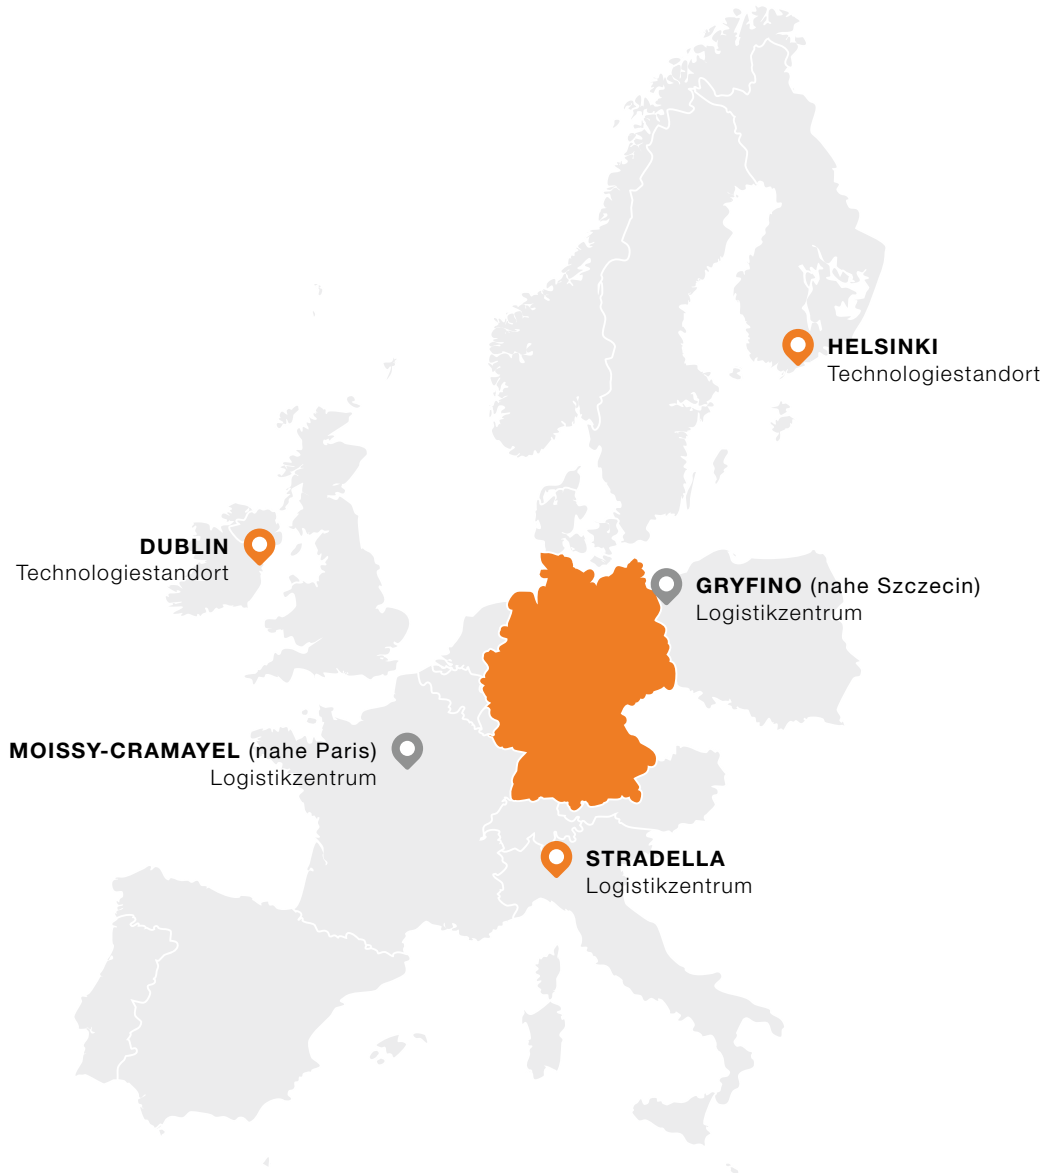 HELSINKI
Technologiestandort
DUBLIN
Technologiestandort
GRYFINO (nahe Szczecin)
Logistikzentrum
MOISSY-CRAMAYEL (nahe Paris)
Logistikzentrum
STRADELLA
Logistikzentrum